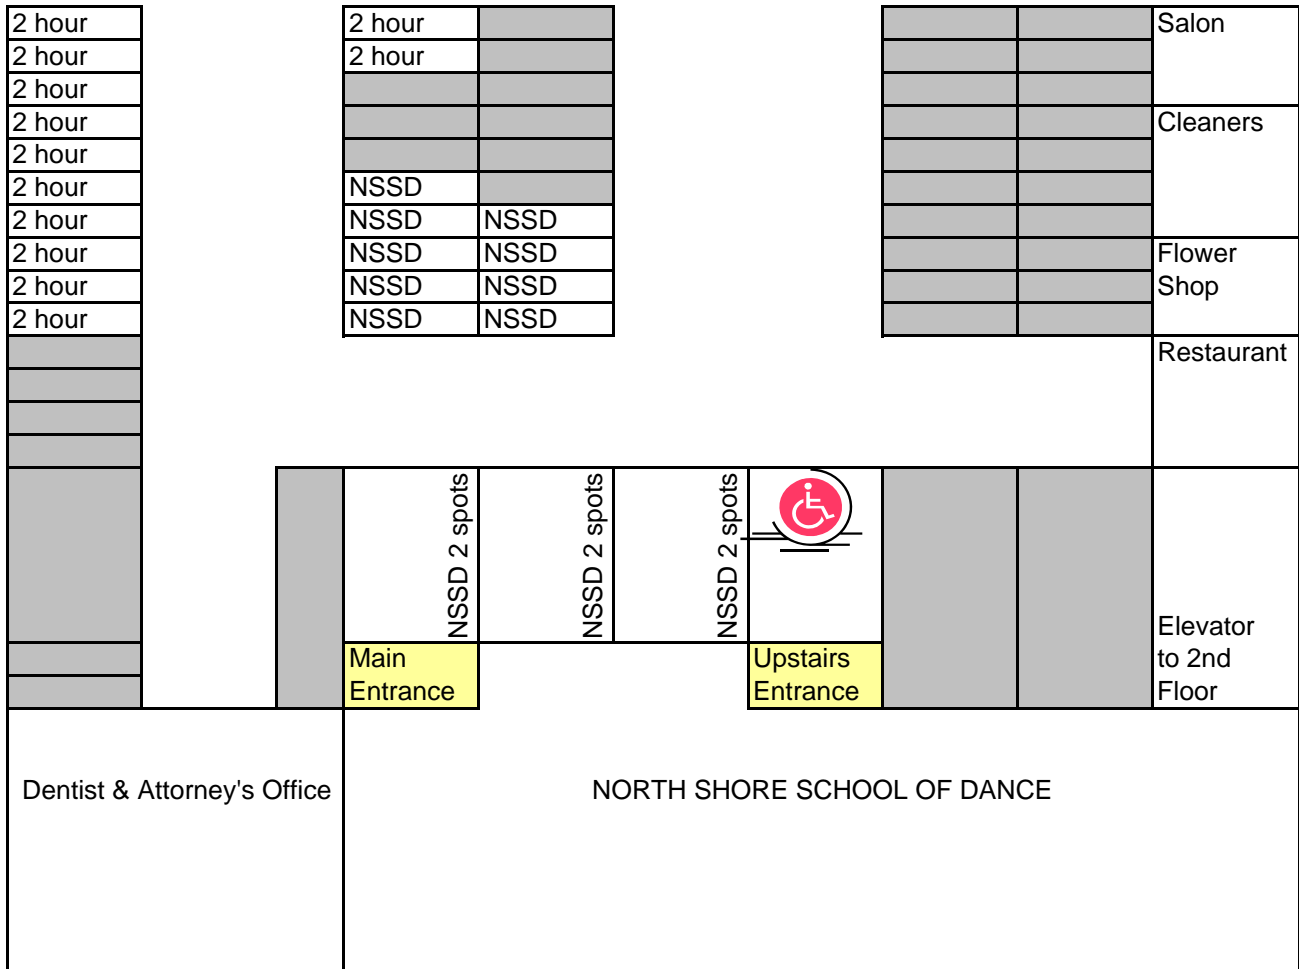 2 hour 2 hour Salon
2 hour 2 hour
2 hour
2 hour Cleaners
2 hour
2 hour NSSD
2 hour NSSD NSSD
2 hour NSSD NSSD Flower
2 hour NSSD NSSD Shop
2 hour NSSD NSSD
Restaurant
NSSD 2 spots
NSSD 2 spots
NSSD 2 spots
Elevator
to 2nd
Floor
Main
Entrance
Upstairs
Entrance
Dentist & Attorney's Office
NORTH SHORE SCHOOL OF DANCE